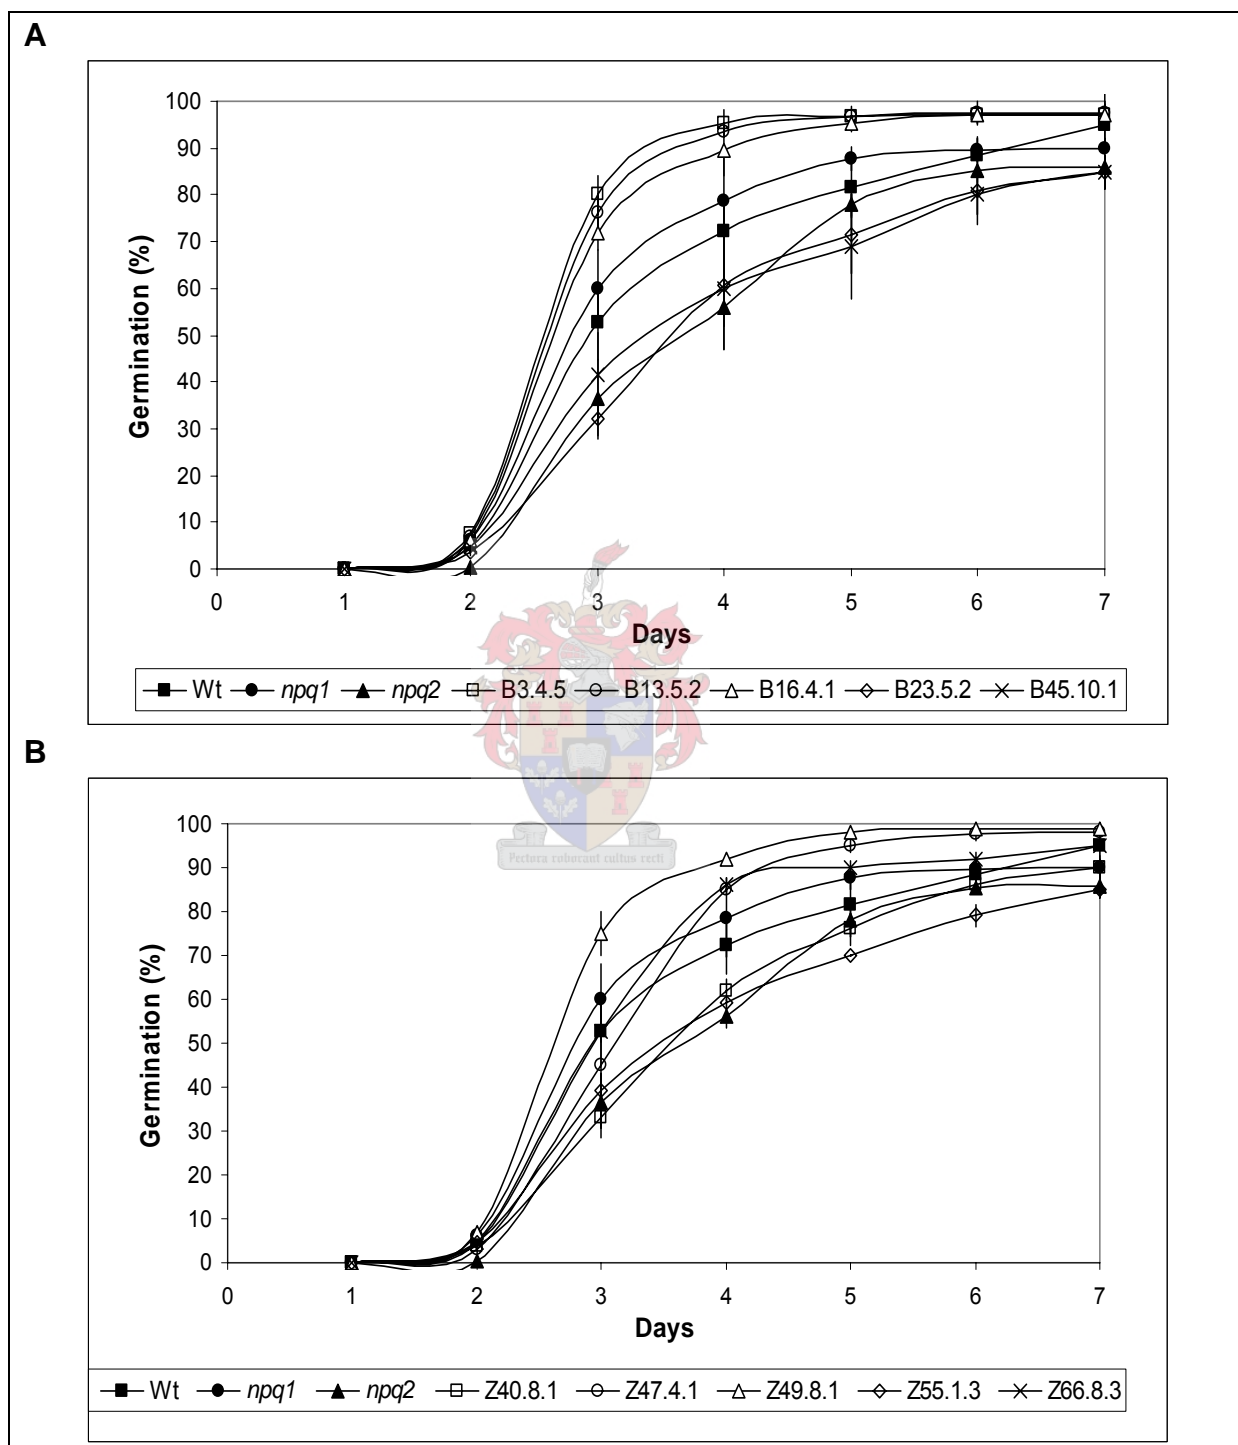 A
100
90
80
70
60
50
40
30
20
10
0
Germination (%)
0 1 2 3 4 5 6 7
Days
Wt npq1 npq2 B3.4.5 B13.5.2 B16.4.1 B23.5.2 B45.10.1
B
Pectura roborant cultus recti
100
90
80
70
60
50
40
30
20
10
0
Germination (%)
0 1 2 3 4 5 6 7
Days
Wt npq1 npq2 Z40.8.1 Z47.4.1 Z49.8.1 Z55.1.3 Z66.8.3